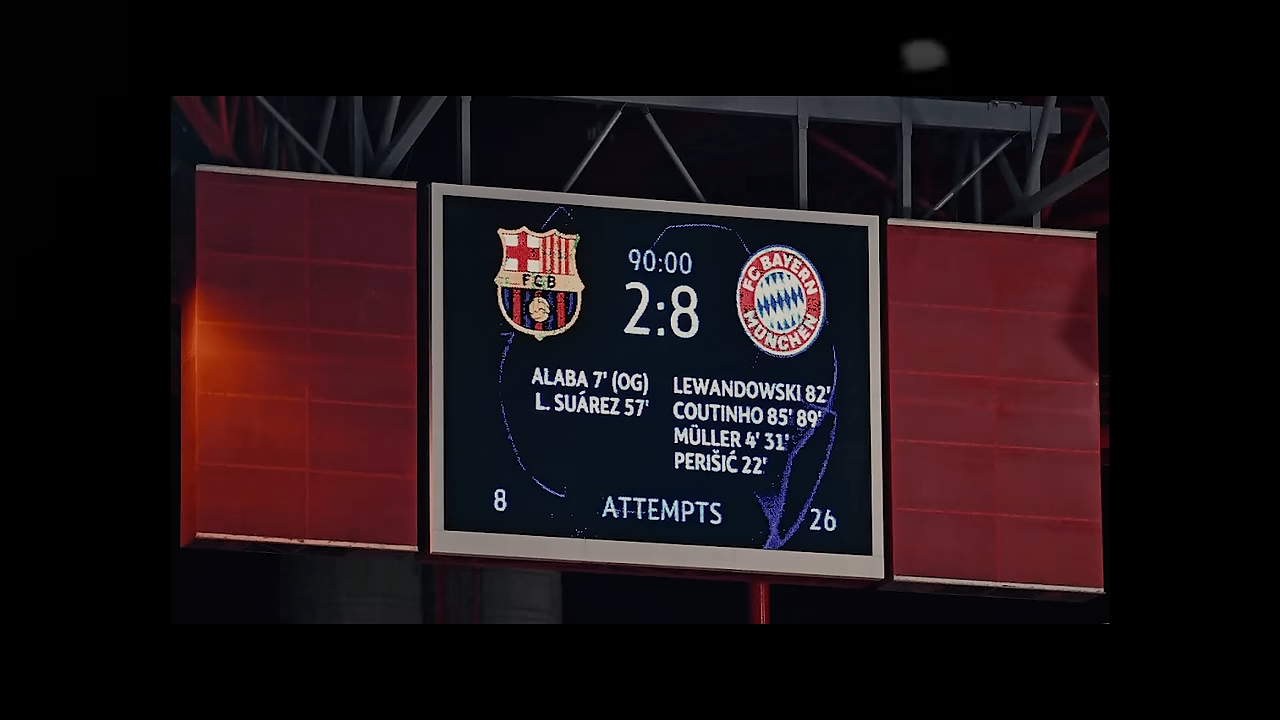 90:00
2:8
FCB
FC BAYERN
MÜNCHEN
ALABA 7' (OG)
L. SUÁREZ 57'
LEWANDOWSKI 82'
COUTINHO 85' 89'
MÜLLER 4' 31'
PERIŠIĆ 22'
8 ATTEMPTS 26